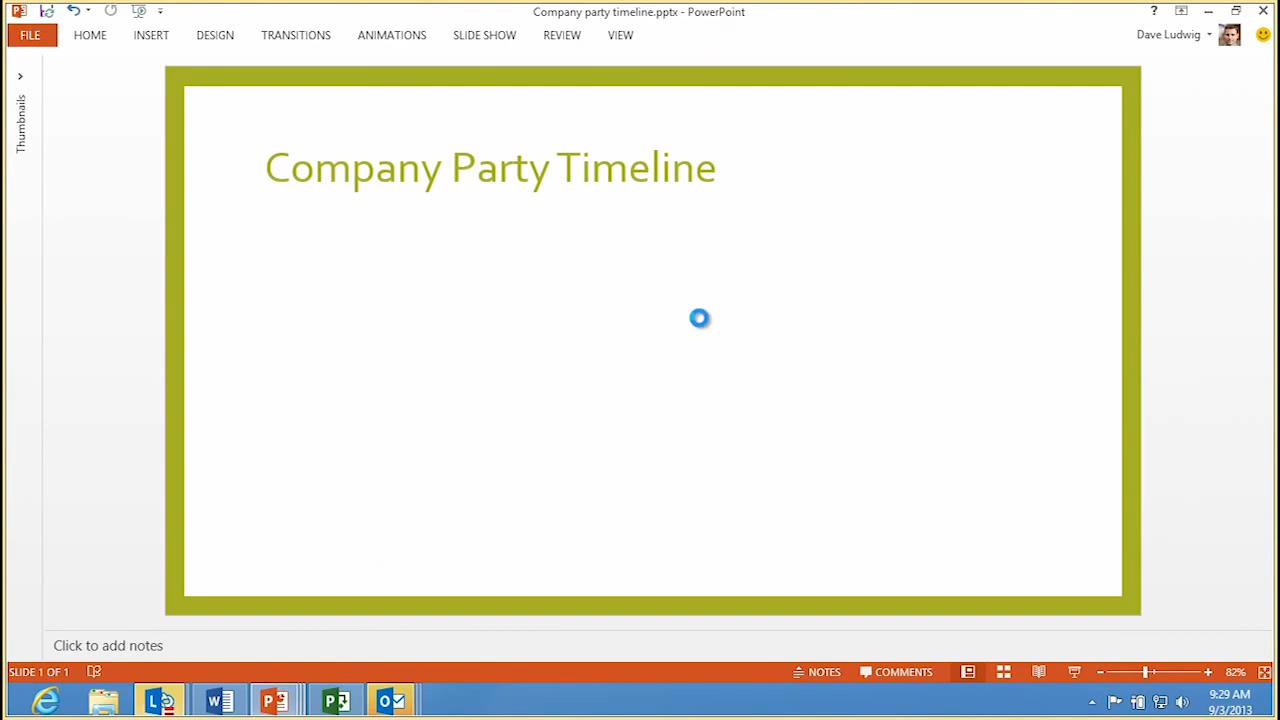 Company party timeline.pptx - PowerPoint
?
FILE HOME INSERT DESIGN TRANSITIONS ANIMATIONS SLIDE SHOW REVIEW VIEW
Dave Ludwig
Thumbnails
Company Party Timeline
Click to add notes
SLIDE 1 OF 1
NOTES COMMENTS
82%
9:29 AM
9/3/2013